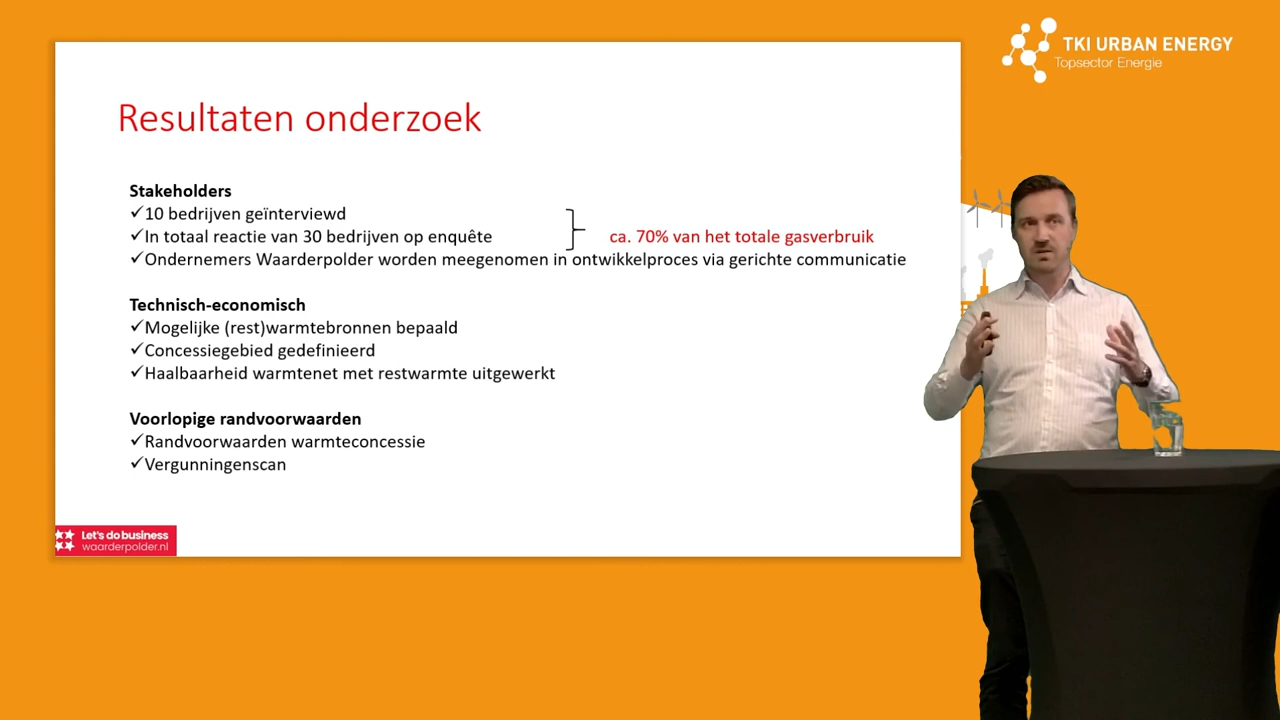 TKI URBAN ENERGY
Topsector Energie
Resultaten onderzoek
Stakeholders
✓10 bedrijven geïnterviewd
✓In totaal reactie van 30 bedrijven op enquête
ca. 70% van het totale gasverbruik
✓Ondernemers Waarderpolder worden meegenomen in ontwikkelproces via gerichte communicatie
Technisch-economisch
✓Mogelijke (rest)warmtebronnen bepaald
✓Concessiegebied gedefinieerd
✓Haalbaarheid warmtenet met restwarmte uitgewerkt
Voorlopige randvoorwaarden
✓Randvoorwaarden warmteconcessie
✓Vergunningenscan
Let's do business
waarderpolder.nl